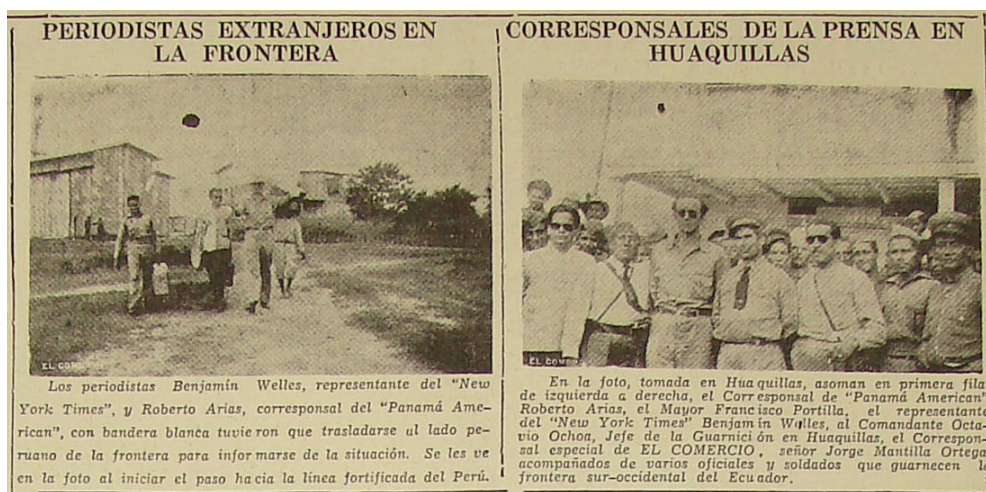 PERIODISTAS EXTRANJEROS EN
LA FRONTERA
EL COME
Los periodistas Benjamín Welles, representante del "New
York Times", y Roberto Arias, corresponsal del "Panamá Ame-
rican", con bandera blanca tuvieron que trasladarse al lado pe-
ruano de la frontera para informarse de la situación. Se les ve
en la foto al iniciar el paso hacia la línea fortificada del Perú.
CORRESPONSALES DE LA PRENSA EN
HUAQUILLAS
EL COMER
En la foto, tomada en Huaquillas, asoman en primera fila
de izquierda a derecha, el Corresponsal de "Panamá American"
Roberto Arias, el Mayor Francisco Portilla, el representante
del "New York Times" Benjamín Welles, al Comandante Octa-
vio Ochoa, Jefe de la Guarnición en Huaquillas, el Correspon-
sal especial de EL COMERCIO, señor Jorge Mantilla Ortega
acompañados de varios oficiales y soldados que guarnecen l
frontera sur-occidental del Ecuador.